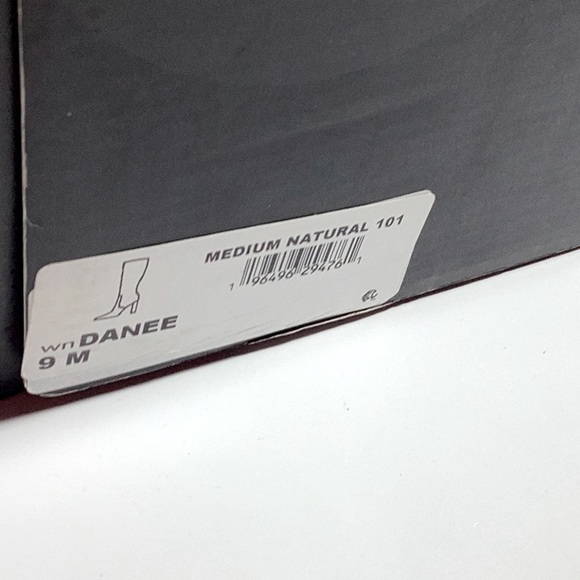 MEDIUM NATURAL 101
1 96496 29476 1
wn DANEE
9 M